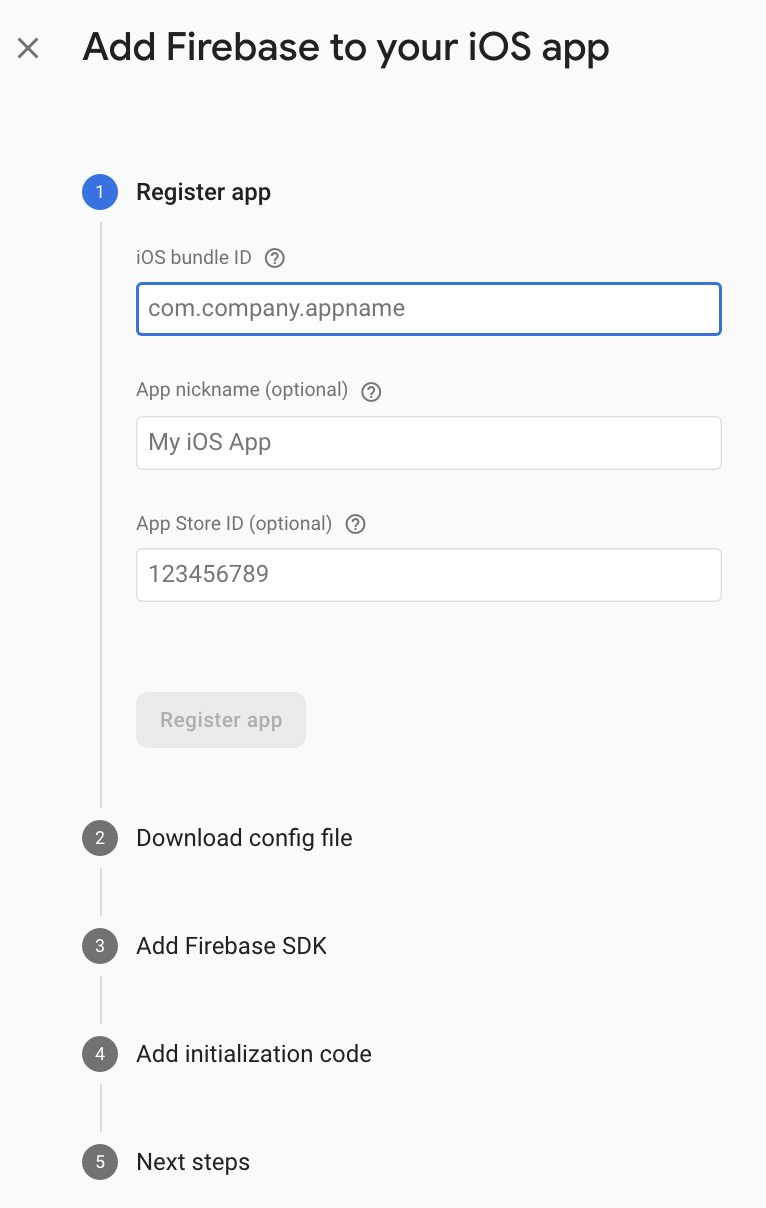 Add Firebase to your iOS app
1 Register app
iOS bundle ID ?
com.company.appname
App nickname (optional) ?
My iOS App
App Store ID (optional) ?
123456789
Register app
2 Download config file
3 Add Firebase SDK
4 Add initialization code
5 Next steps